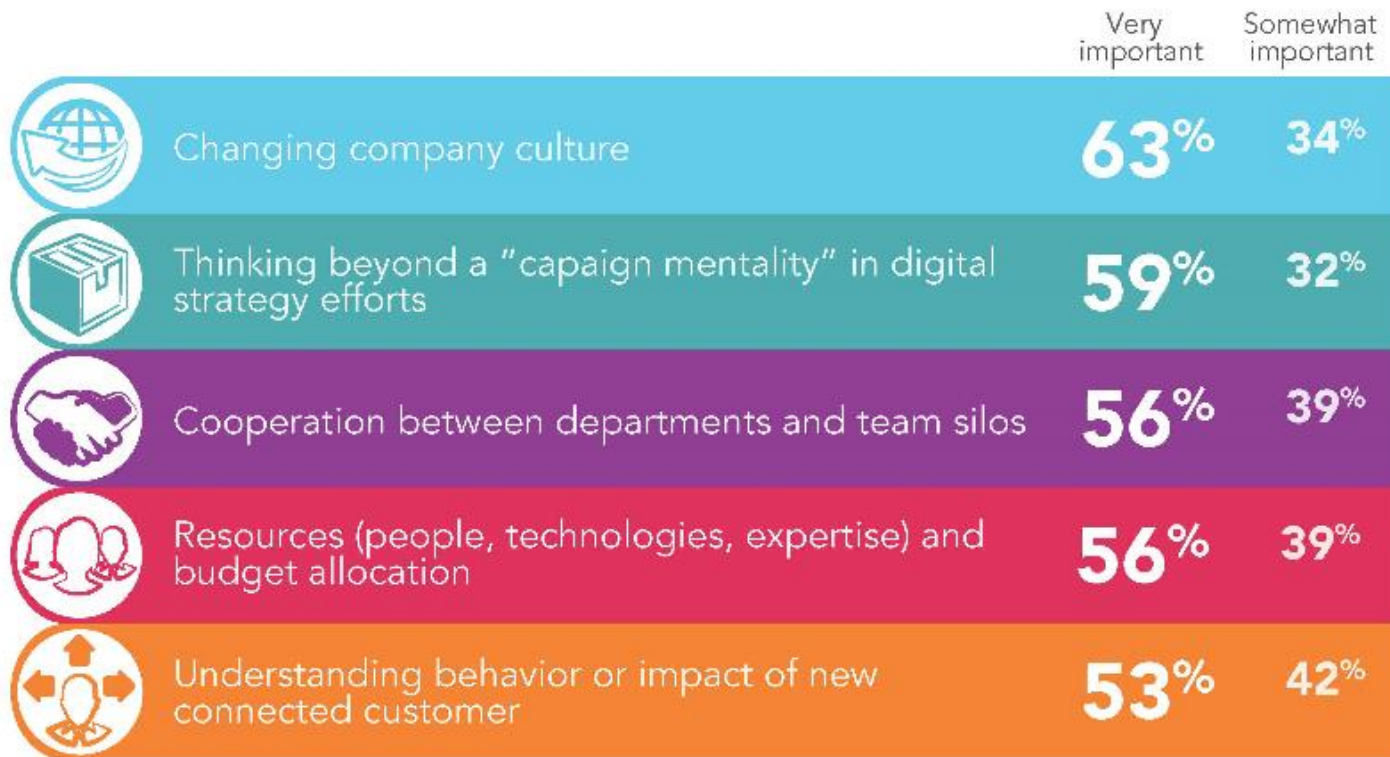 Very important
Somewhat important
Changing company culture
63%
34%
Thinking beyond a "capaign mentality" in digital
strategy efforts
59%
32%
Cooperation between departments and team silos
56%
39%
Resources (people, technologies, expertise) and
budget allocation
56%
39%
Understanding behavior or impact of new
connected customer
53%
42%